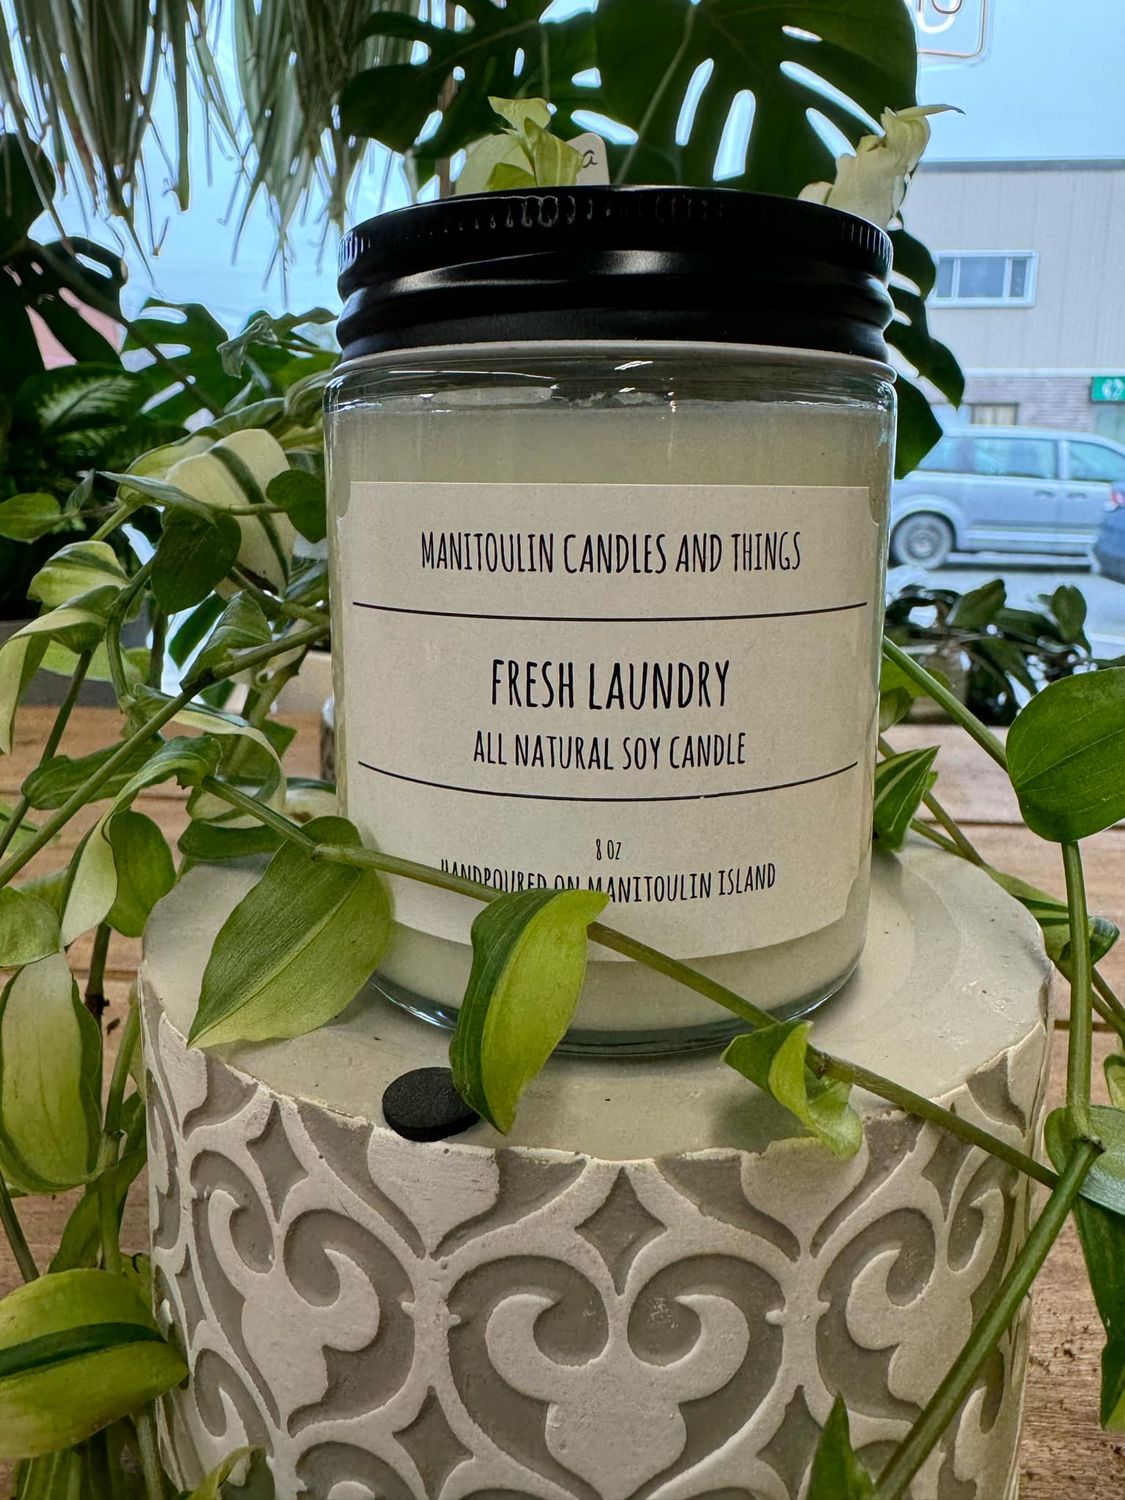 MANITOULIN CANDLES AND THINGS
FRESH LAUNDRY
ALL NATURAL SOY CANDLE
8 OZ
HANDPOURED ON MANITOULIN ISLAND